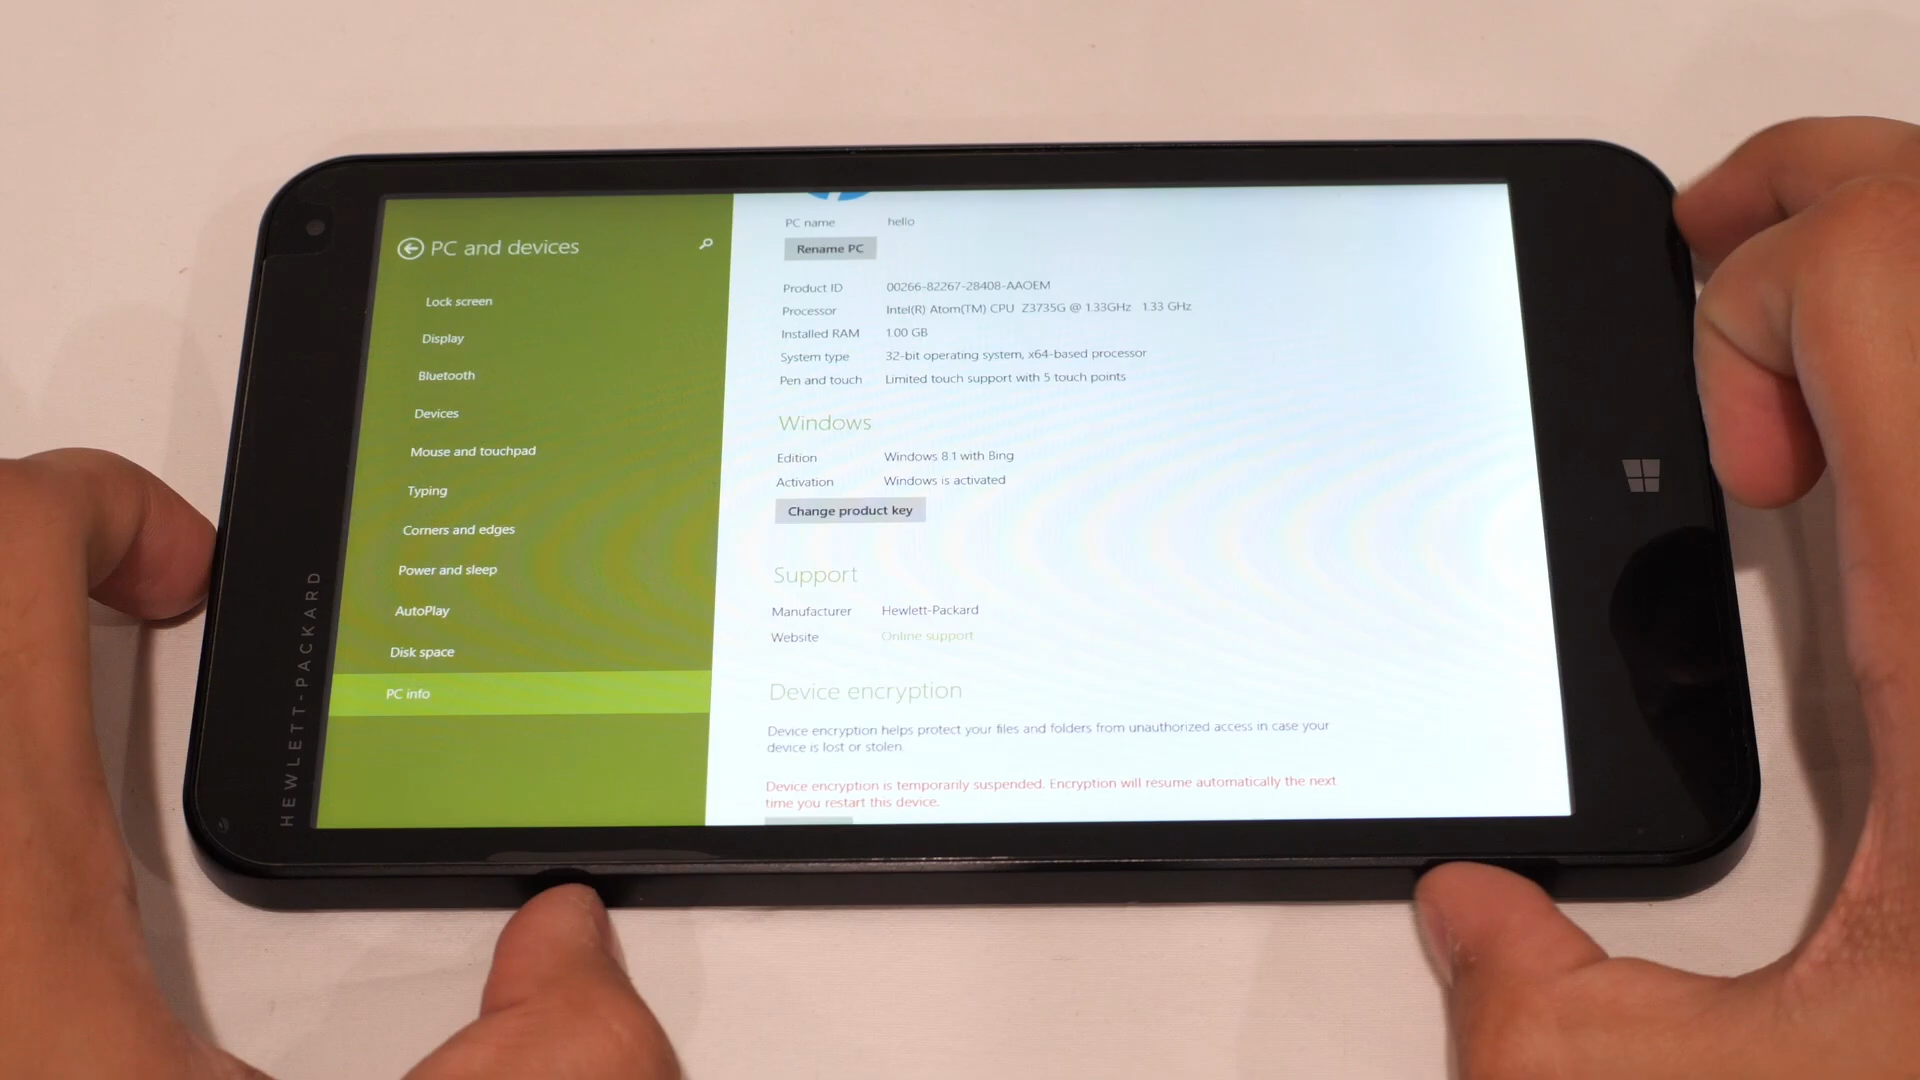 HEWLETT-PACKARD
PC and devices
Lock screen
Display
Bluetooth
Devices
Mouse and touchpad
Typing
Corners and edges
Power and sleep
AutoPlay
Disk space
PC info
PC name hello
Rename PC
Product ID 00266-82267-28408-AAOEM
Processor Intel(R) Atom(TM) CPU Z3735G @ 1.33GHz 1.33 GHz
Installed RAM 1.00 GB
System type 32-bit operating system, x64-based processor
Pen and touch Limited touch support with 5 touch points
Windows
Edition Windows 8.1 with Bing
Activation Windows is activated
Change product key
Support
Manufacturer Hewlett-Packard
Website Online support
Device encryption
Device encryption helps protect your files and folders from unauthorized access in case your
device is lost or stolen.
Device encryption is temporarily suspended. Encryption will resume automatically the next
time you restart this device.